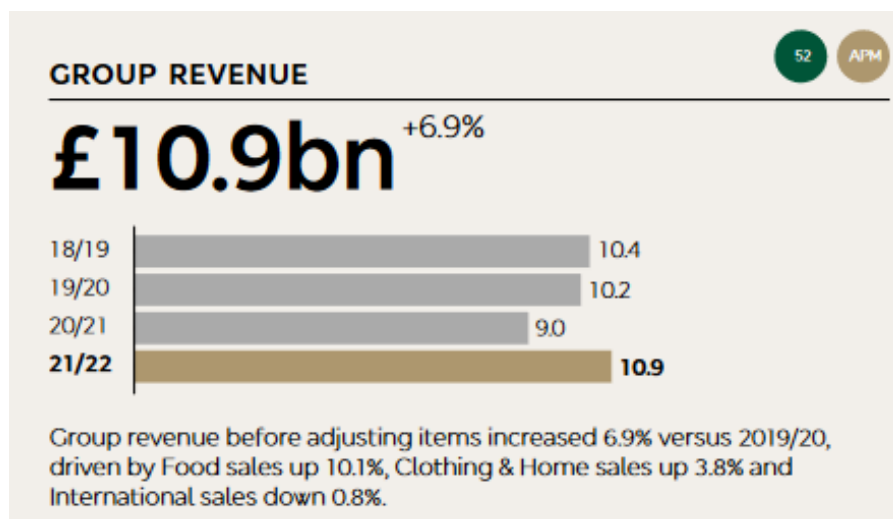 52 APM
GROUP REVENUE
£10.9bn +6.9%
18/19 10.4
19/20 10.2
20/21 9.0
21/22 10.9
Group revenue before adjusting items increased 6.9% versus 2019/20,
driven by Food sales up 10.1%, Clothing & Home sales up 3.8% and
International sales down 0.8%.